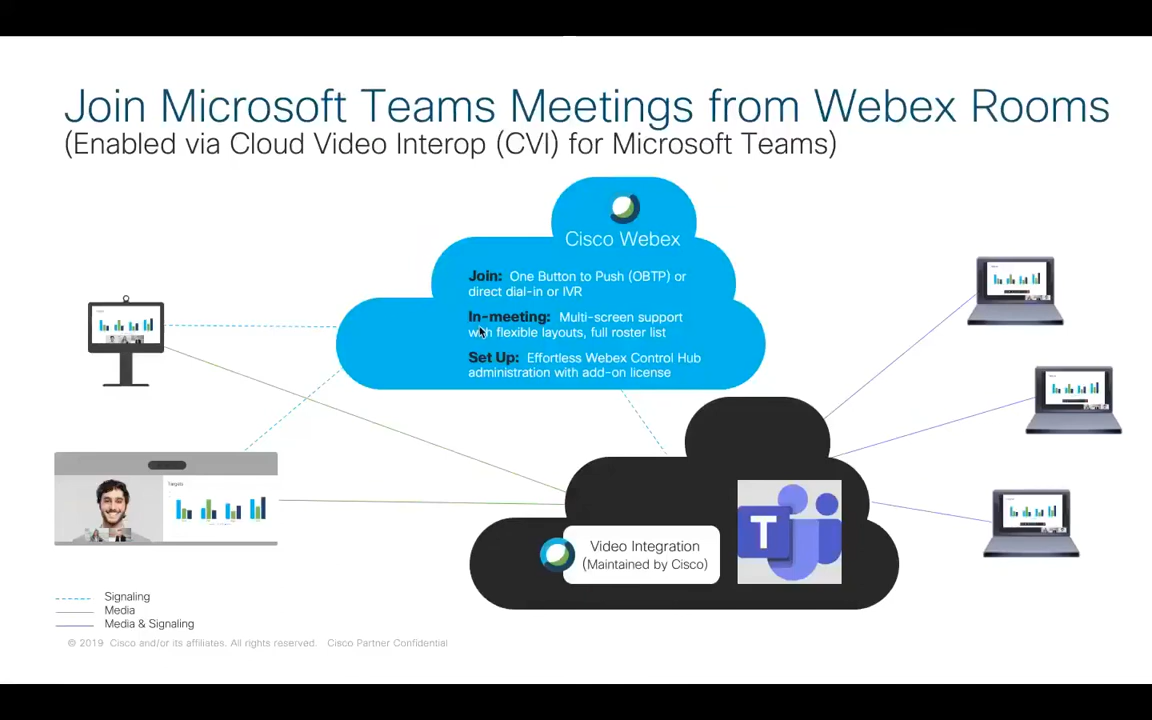 Join Microsoft Teams Meetings from Webex Rooms
(Enabled via Cloud Video Interop (CVI) for Microsoft Teams)
Cisco Webex
Join: One Button to Push (OBTP) or
direct dial-in or IVR
In-meeting: Multi-screen support
with flexible layouts, full roster list
Set Up: Effortless Webex Control Hub
administration with add-on license
Targets
T
Video Integration
(Maintained by Cisco)
Signaling
Media
Media & Signaling
© 2019 Cisco and/or its affiliates. All rights reserved. Cisco Partner Confidential